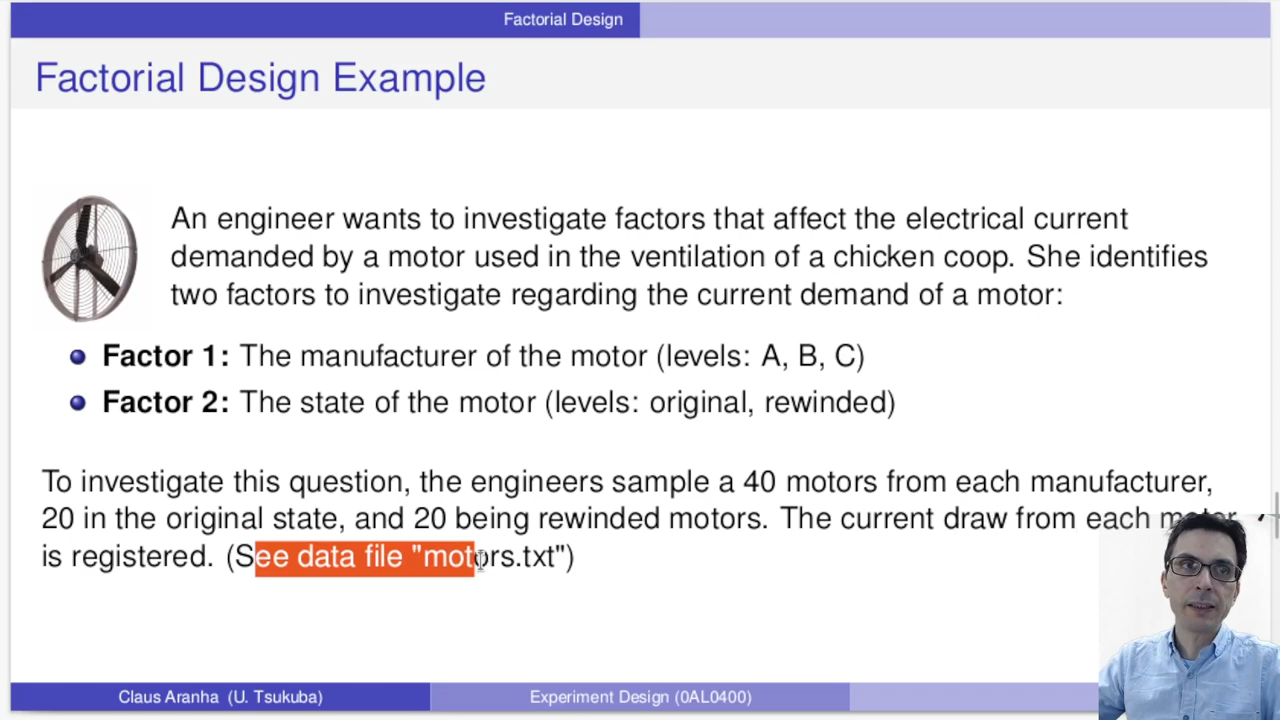 Factorial Design
Factorial Design Example
An engineer wants to investigate factors that affect the electrical current
demanded by a motor used in the ventilation of a chicken coop. She identifies
two factors to investigate regarding the current demand of a motor:
Factor 1: The manufacturer of the motor (levels: A, B, C)
Factor 2: The state of the motor (levels: original, rewinded)
To investigate this question, the engineers sample a 40 motors from each manufacturer,
20 in the original state, and 20 being rewinded motors. The current draw from each motor
is registered. (See data file "motors.txt")
Claus Aranha (U. Tsukuba)
Experiment Design (0AL0400)